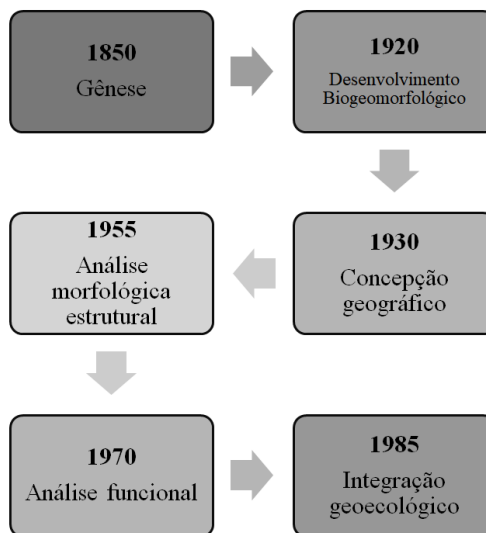 1850
Gênese
1920
Desenvolvimento
Biogeomorfológico
1930
Concepção
geográfico
1955
Análise
morfológica
estrutural
1970
Análise funcional
1985
Integração
geoecológico